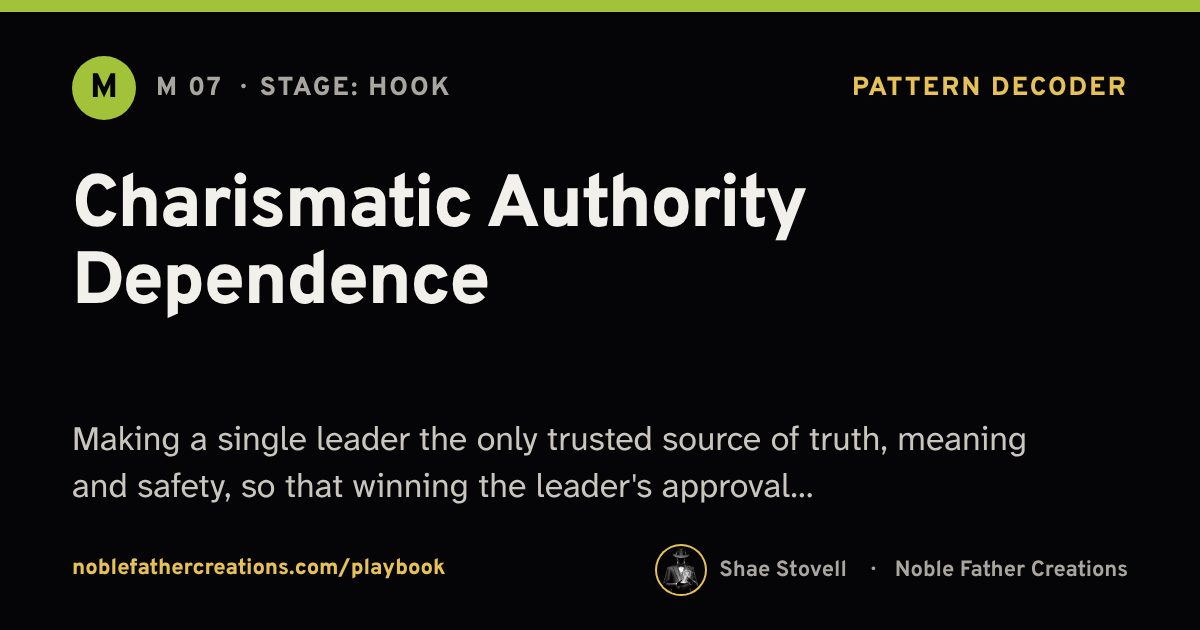 M
M 07 · STAGE: HOOK
PATTERN DECODER
Charismatic Authority
Dependence
Making a single leader the only trusted source of truth, meaning
and safety, so that winning the leader's approval...
noblefathercreations.com/playbook
Shae Stovell · Noble Father Creations